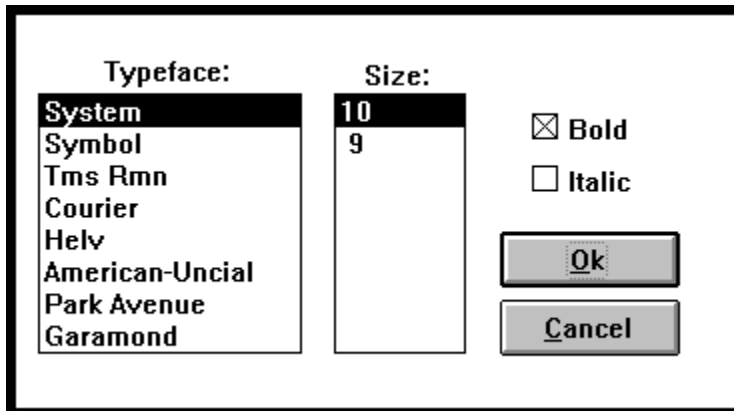 Typeface:
System
Symbol
Tms Rmn
Courier
Helv
American-Uncial
Park Avenue
Garamond
Size:
10
9
Bold
Italic
Ok
Cancel